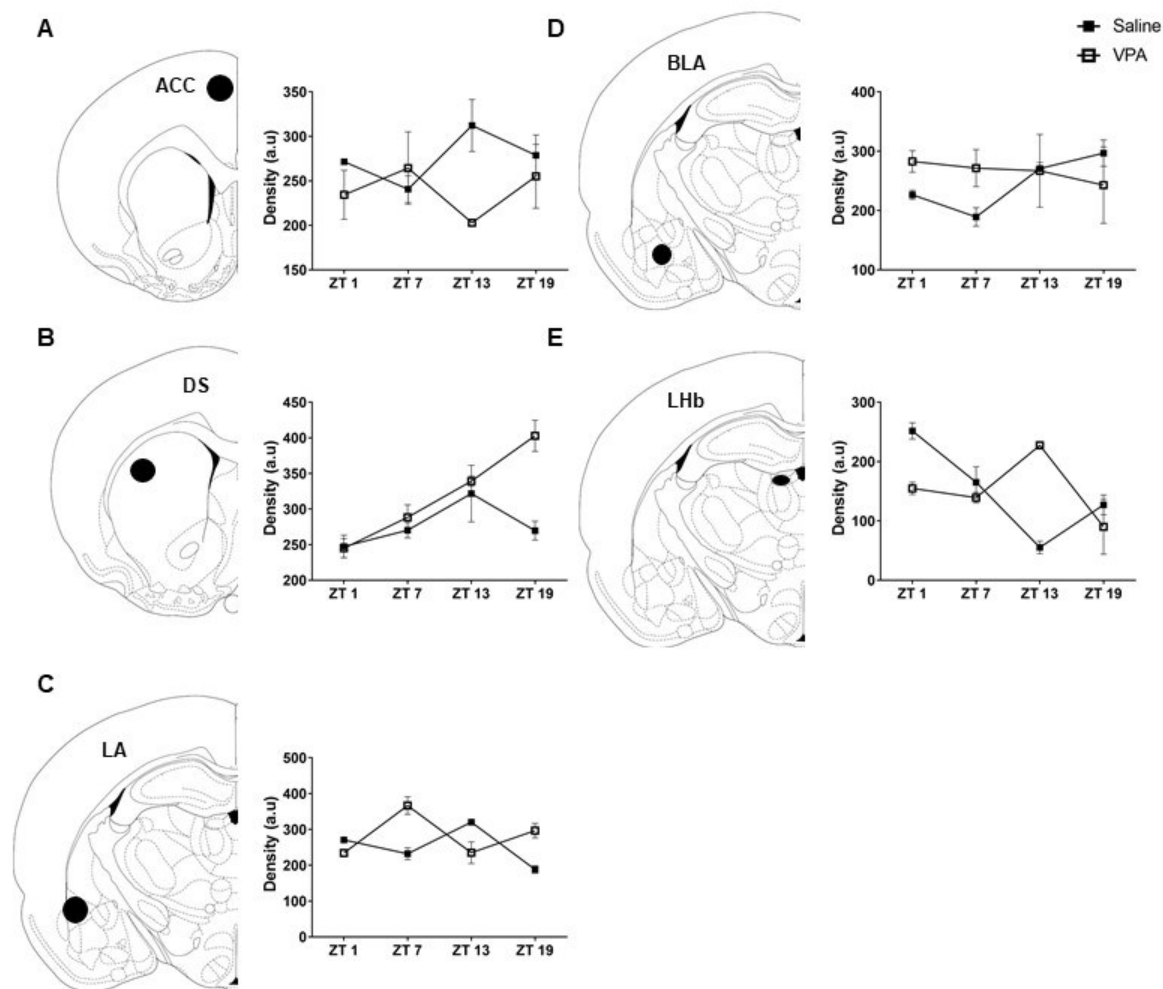 A
ACC
Density (a.u)
350
300
250
200
150
ZT 1 ZT 7 ZT 13 ZT 19
B
DS
Density (a.u)
450
400
350
300
250
200
ZT 1 ZT 7 ZT 13 ZT 19
C
LA
Density (a.u)
500
400
300
200
100
0
ZT 1 ZT 7 ZT 13 ZT 19
D
BLA
Saline
VPA
Density (a.u)
400
300
200
100
ZT 1 ZT 7 ZT 13 ZT 19
E
LHb
Density (a.u)
300
200
100
0
ZT 1 ZT 7 ZT 13 ZT 19